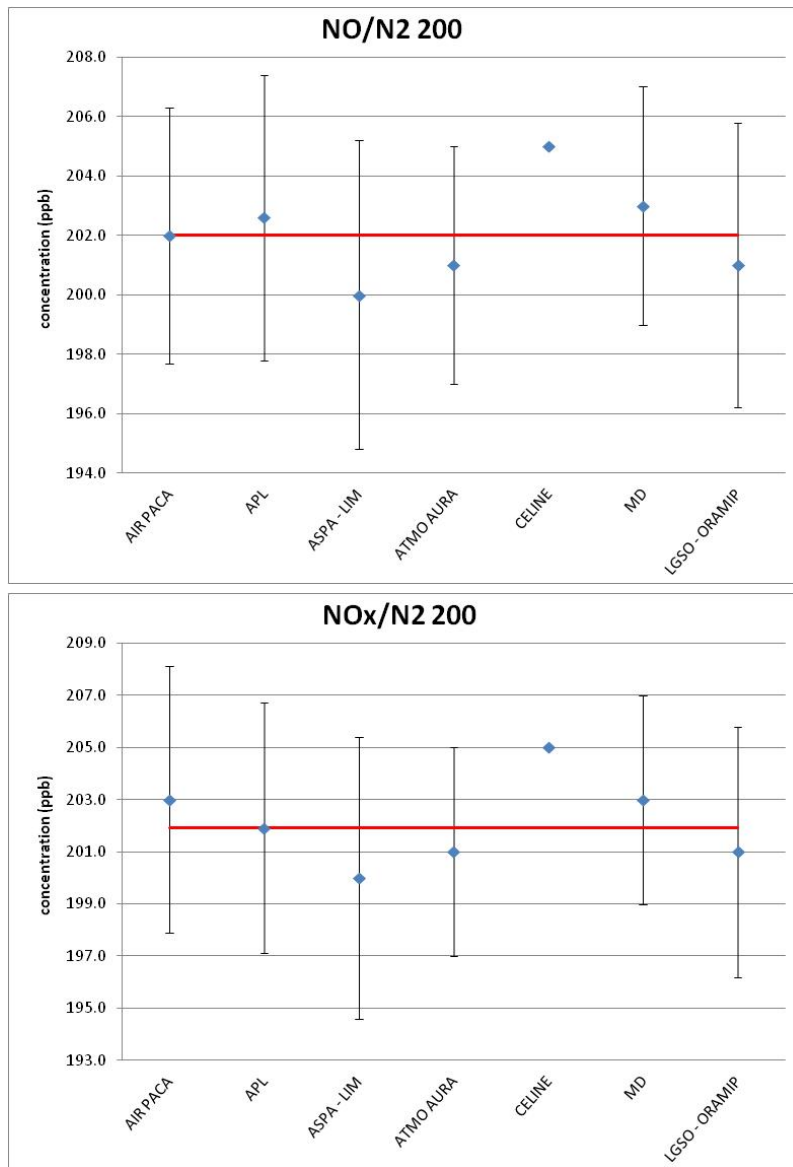 NO/N2 200
208.0
206.0
204.0
202.0
200.0
198.0
196.0
194.0
concentration (ppb)
AIR PACA
APL
ASPA - LIM
ATMO AURA
CELINE
MD
LGSO - ORAMIP
NOx/N2 200
209.0
207.0
205.0
203.0
201.0
199.0
197.0
195.0
193.0
concentration (ppb)
AIR PACA
APL
ASPA - LIM
ATMO AURA
CELINE
MD
LGSO - ORAMIP